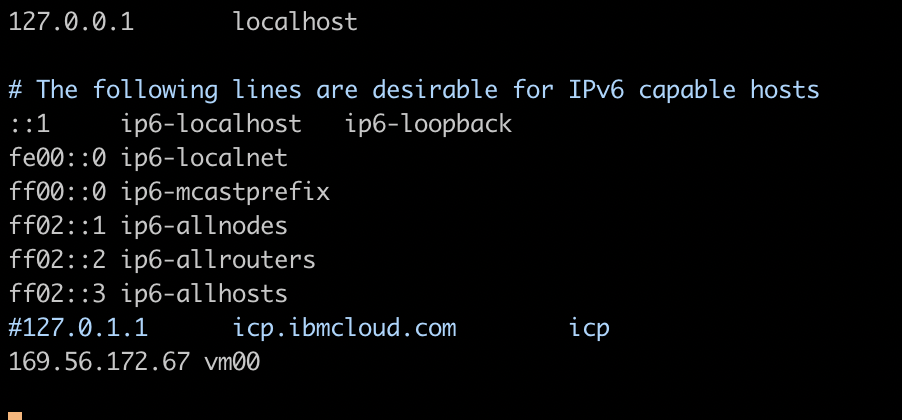 127.0.0.1       localhost
# The following lines are desirable for IPv6 capable hosts
::1     ip6-localhost   ip6-loopback
fe00::0 ip6-localnet
ff00::0 ip6-mcastprefix
ff02::1 ip6-allnodes
ff02::2 ip6-allrouters
ff02::3 ip6-allhosts
#127.0.1.1      icp.ibmcloud.com        icp
169.56.172.67 vm00